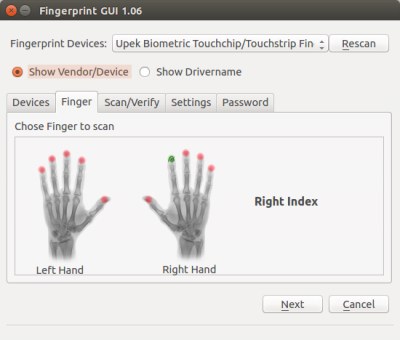 Fingerprint GUI 1.06
Fingerprint Devices: Upek Biometric Touchchip/Touchstrip Fin Rescan
Show Vendor/Device Show Drivername
Devices Finger Scan/Verify Settings Password
Chose Finger to scan
Right Index
Left Hand Right Hand
Next Cancel